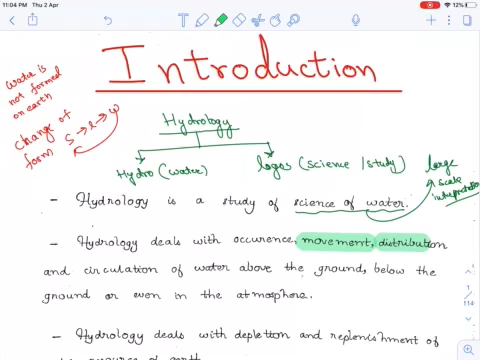 11:04 PM Thu 2 Apr
12%
Introduction
water is
not formed
on earth
change of
form
S → l → g
Hydrology
Hydro (water)
logos (science / study)
large
scale
interpretation
- Hydrology is a study of science of water.
- Hydrology deals with occurence, movement, distribution
and circulation of water above the ground, below the
ground or even in the atmosphere.
1
114
- Hydrology deals with depletion and replenishment of
of earth